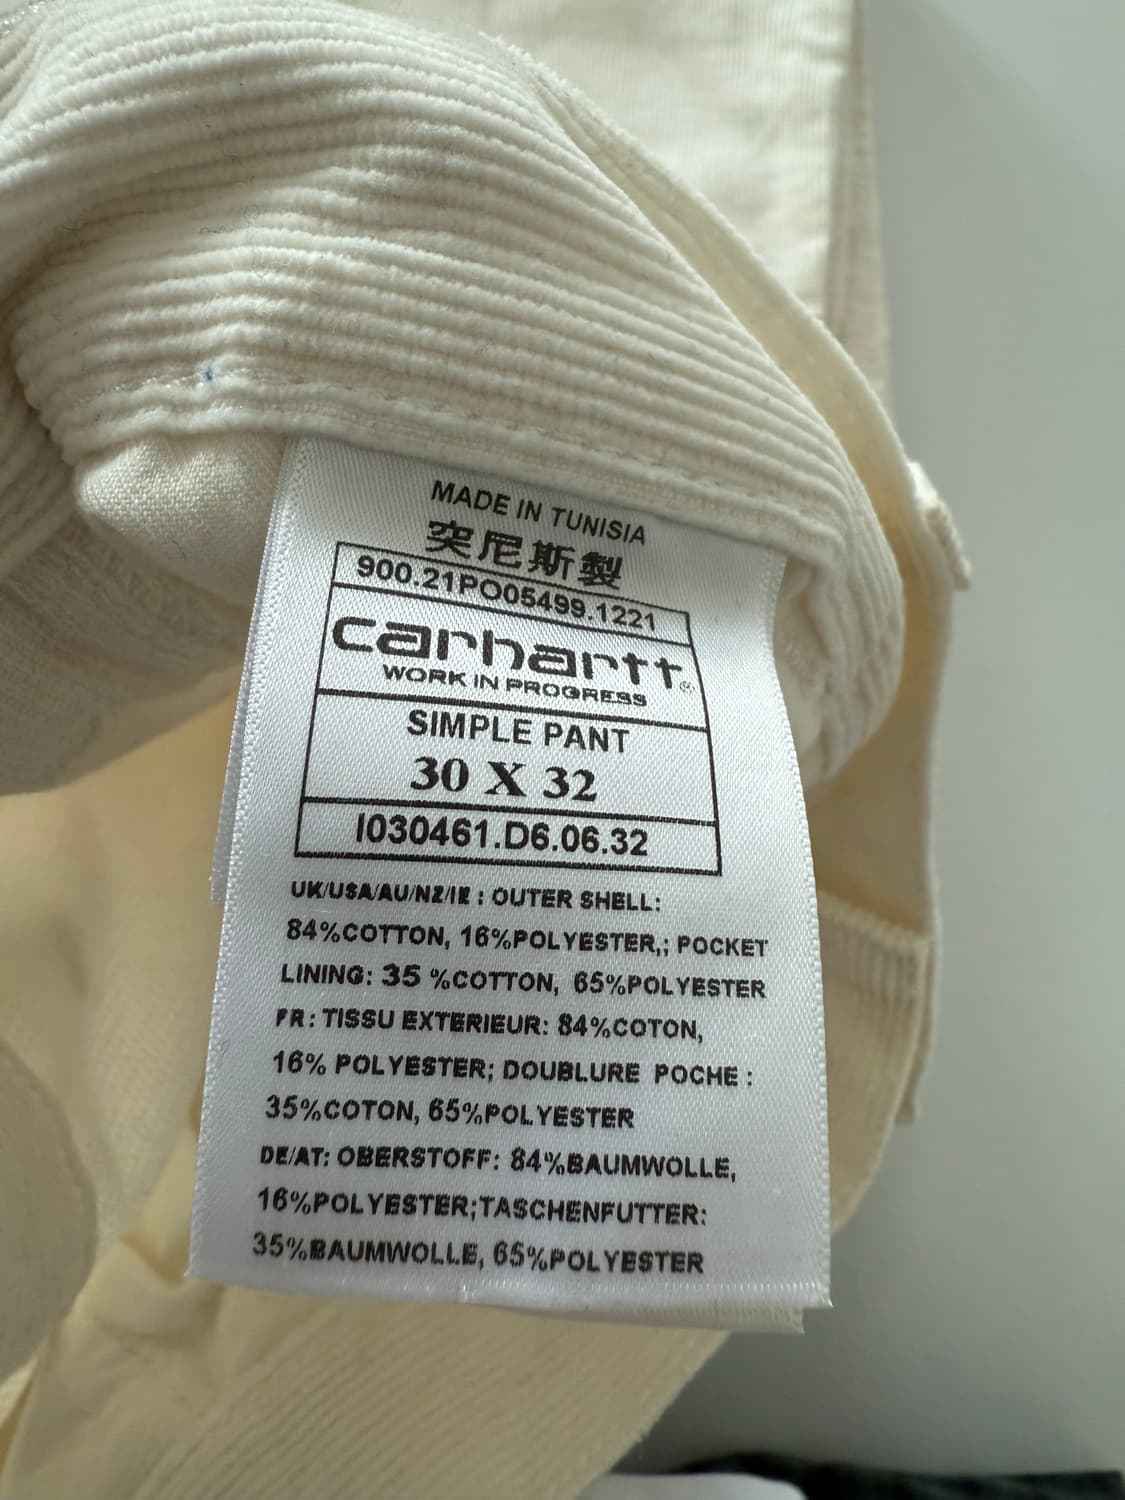 MADE IN TUNISIA
突尼斯製
900.21PO05499.1221
carhartt®
WORK IN PROGRESS
SIMPLE PANT
30 X 32
I030461.D6.06.32
UK/USA/AU/NZ/IE : OUTER SHELL:
84%COTTON, 16%POLYESTER,; POCKET
LINING: 35 %COTTON, 65%POLYESTER
FR: TISSU EXTERIEUR: 84%COTON,
16% POLYESTER; DOUBLURE POCHE :
35%COTON, 65%POLYESTER
DE/AT: OBERSTOFF: 84%BAUMWOLLE,
16%POLYESTER;TASCHENFUTTER:
35%BAUMWOLLE, 65%POLYESTER